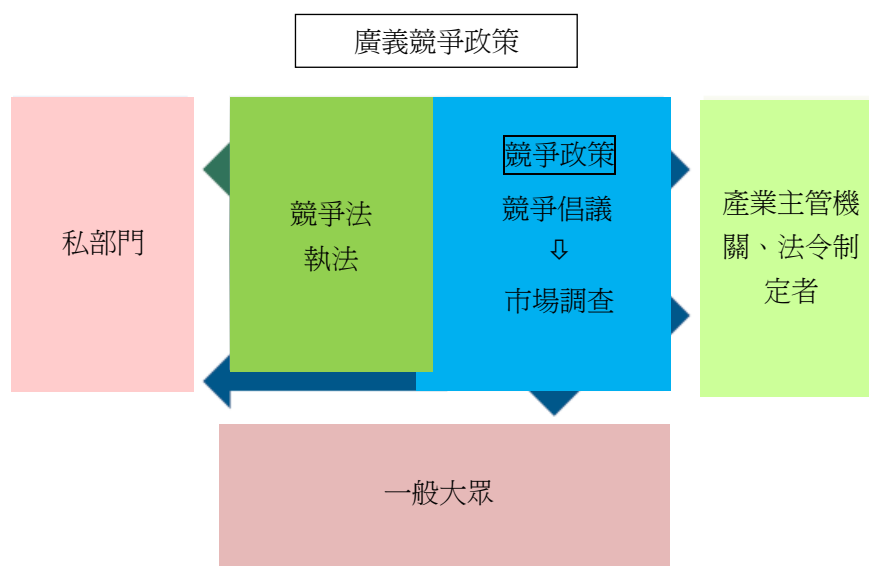 廣義競爭政策
私部門
競爭法
執法
競爭政策
競爭倡議
⇩
市場調查
產業主管機
關、法令制
定者
一般大眾